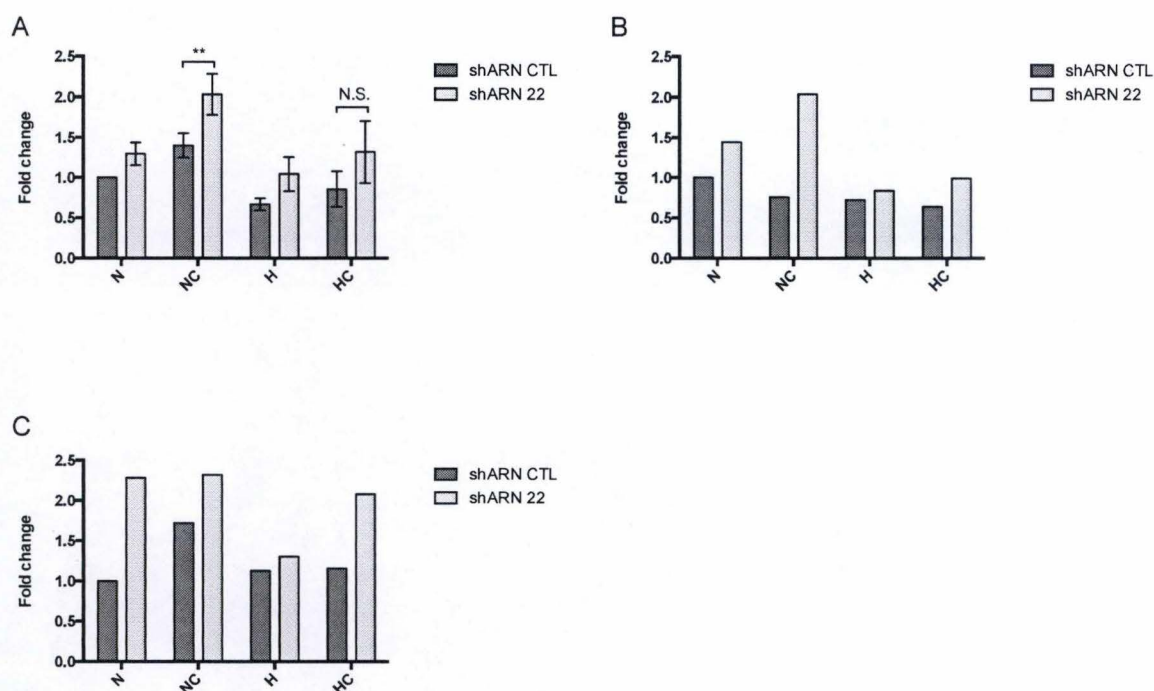 A
2.5
2.0
1.5
1.0
0.5
0.0
Fold change
**
N.S.
N
NC
H
HC
shARN CTL
shARN 22
B
2.5
2.0
1.5
1.0
0.5
0.0
Fold change
N
NC
H
HC
shARN CTL
shARN 22
C
2.5
2.0
1.5
1.0
0.5
0.0
Fold change
N
NC
H
HC
shARN CTL
shARN 22